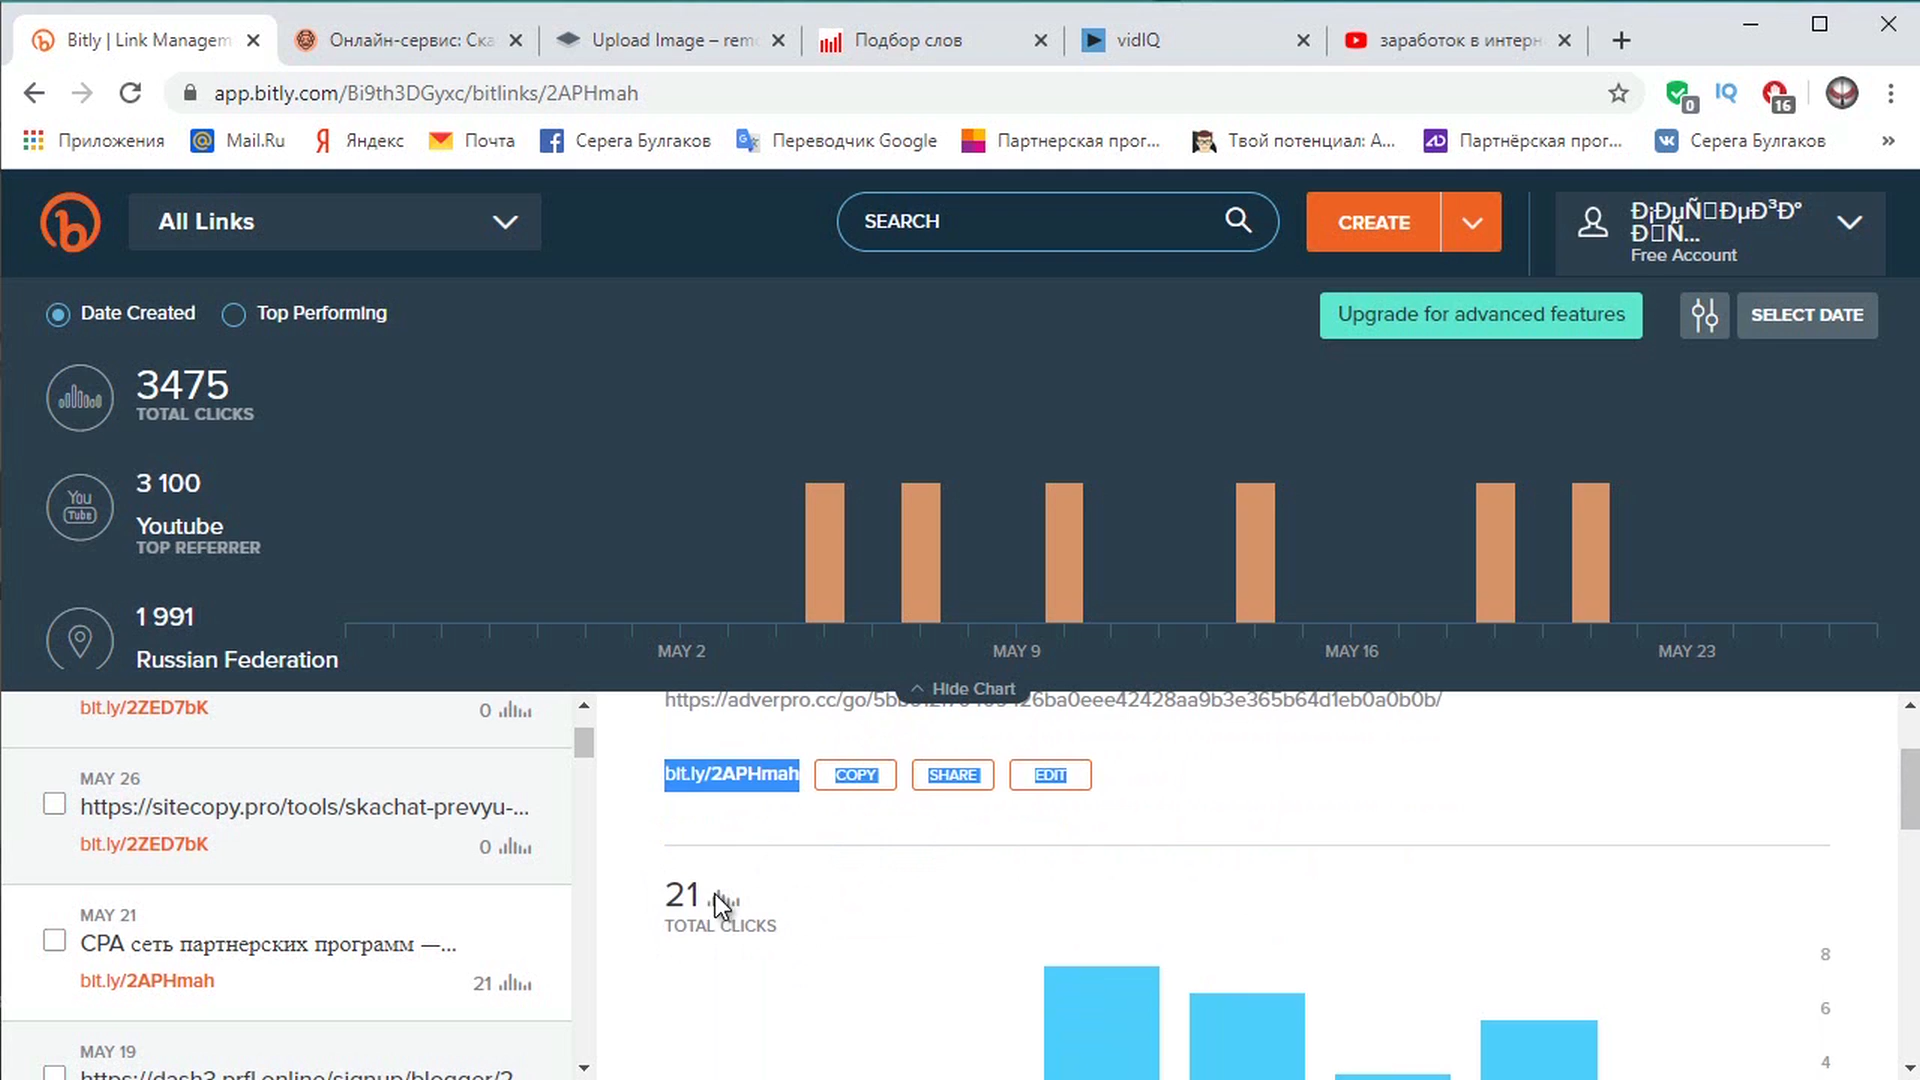 Bitly | Link Managem
Онлайн-сервис: Ска
Upload Image – rem
Подбор слов
vidIQ
заработок в интерн
app.bitly.com/Bi9th3DGyxc/bitlinks/2APHmah
0
IQ
16
Приложения
Mail.Ru
Яндекс
Почта
Серега Булгаков
Переводчик Google
Партнерская прог...
Твой потенциал: А...
Партнёрская прог...
Серега Булгаков
»
All Links
SEARCH
CREATE
Free Account
Date Created
Top Performing
Upgrade for advanced features
SELECT DATE
3475
TOTAL CLICKS
You
Tube
3 100
Youtube
TOP REFERRER
1 991
Russian Federation
MAY 2
MAY 9
MAY 16
MAY 23
Hide Chart
bit.ly/2ZED7bK
0
MAY 26
https://sitecopy.pro/tools/skachat-prevyu-...
bit.ly/2ZED7bK
0
MAY 21
CPA сеть партнерских программ —...
bit.ly/2APHmah
21
MAY 19
bit.ly/2APHmah
COPY
SHARE
EDIT
21
TOTAL CLICKS
8
6
4